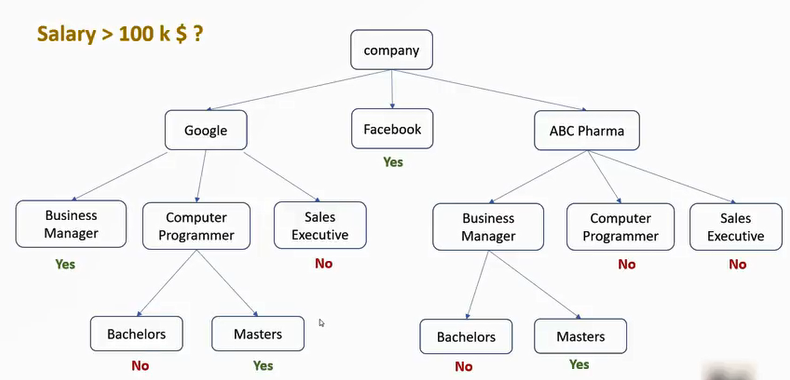 Salary > 100 k $ ?
company
Google
Facebook
ABC Pharma
Yes
Business
Manager
Computer
Programmer
Sales
Executive
Business
Manager
Computer
Programmer
Sales
Executive
Yes
No
No
No
Bachelors
Masters
Bachelors
Masters
No
Yes
No
Yes